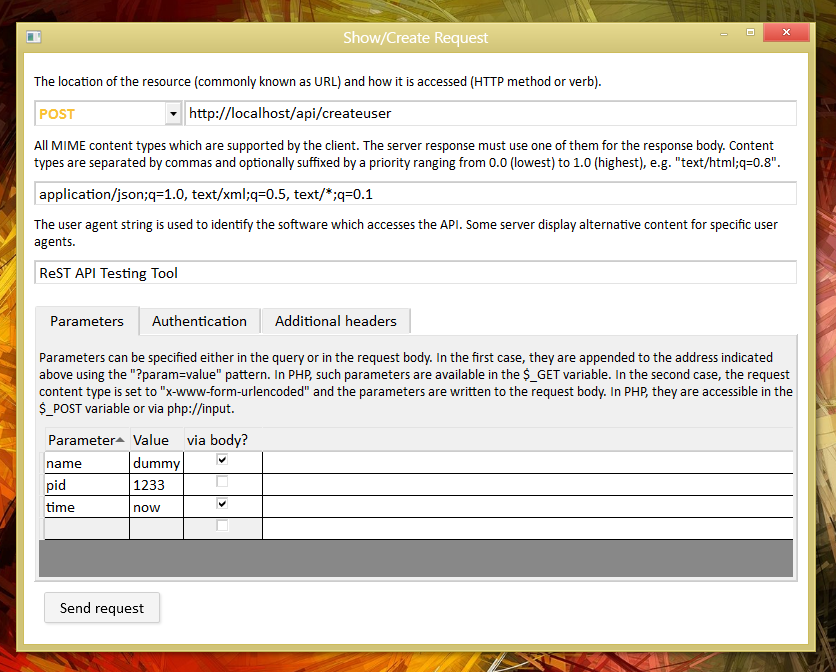 Show/Create Request
The location of the resource (commonly known as URL) and how it is accessed (HTTP method or verb).
POST
http://localhost/api/createuser
All MIME content types which are supported by the client. The server response must use one of them for the response body. Content
types are separated by commas and optionally suffixed by a priority ranging from 0.0 (lowest) to 1.0 (highest), e.g. "text/html;q=0.8".
application/json;q=1.0, text/xml;q=0.5, text/*;q=0.1
The user agent string is used to identify the software which accesses the API. Some server display alternative content for specific user
agents.
ReST API Testing Tool
Parameters Authentication Additional headers
Parameters can be specified either in the query or in the request body. In the first case, they are appended to the address indicated
above using the "?param=value" pattern. In PHP, such parameters are available in the $_GET variable. In the second case, the request
content type is set to "x-www-form-urlencoded" and the parameters are written to the request body. In PHP, they are accessible in the
$_POST variable or via php://input.
Parameter Value via body?
name dummy
pid 1233
time now
Send request